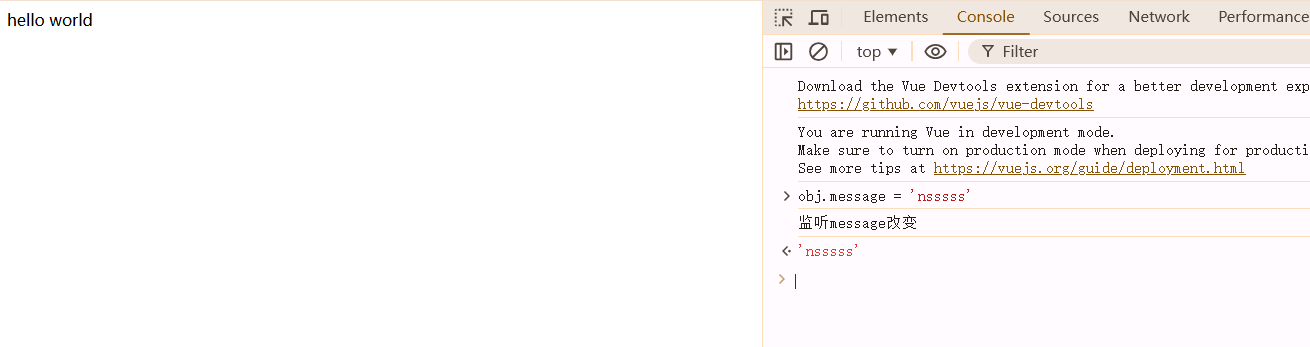 hello world
Elements Console Sources Network Performance
top Filter
Download the Vue Devtools extension for a better development exp
https://github.com/vuejs/vue-devtools
You are running Vue in development mode.
Make sure to turn on production mode when deploying for producti
See more tips at https://vuejs.org/guide/deployment.html
obj.message = 'nsssss'
监听message改变
'nsssss'